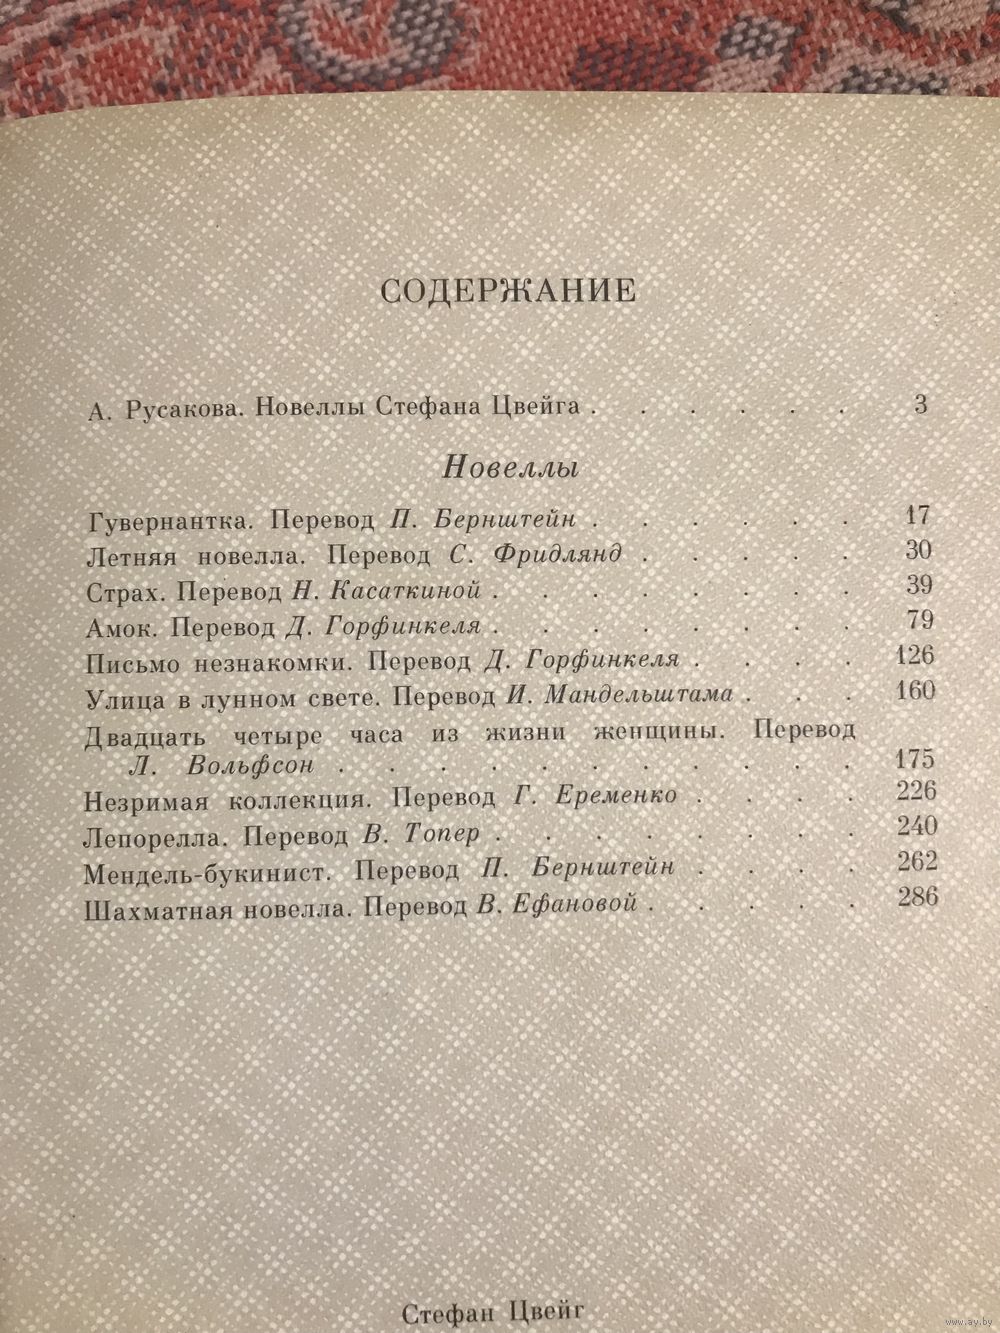 СОДЕРЖАНИЕ
А. Русакова. Новеллы Стефана Цвейга . . . . . . 3
Новеллы
Гувернантка. Перевод П. Бернштейн . . . . . . 17
Летняя новелла. Перевод С. Фридлянд . . . . . 30
Страх. Перевод Н. Касаткиной . . . . . . . . 39
Амок. Перевод Д. Горфинкеля . . . . . . . . 79
Письмо незнакомки. Перевод Д. Горфинкеля . . . . 126
Улица в лунном свете. Перевод И. Мандельштама . . . 160
Двадцать четыре часа из жизни женщины. Перевод
Л. Вольфсон . . . . . . . . . . . 175
Незримая коллекция. Перевод Г. Еременко . . . . 226
Лепорелла. Перевод В. Топер . . . . . . . . 240
Мендель-букинист. Перевод П. Бернштейн . . . . 262
Шахматная новелла. Перевод В. Ефановой . . . . . 286
Стефан Цвейг
www.ay.by